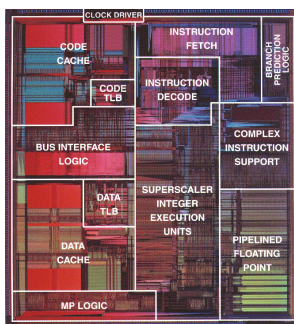 CLOCK DRIVER
CODE
CACHE
CODE
TLB
INSTRUCTION
FETCH
BRANCH
PREDICTION
LOGIC
INSTRUCTION
DECODE
BUS INTERFACE
LOGIC
COMPLEX
INSTRUCTION
SUPPORT
DATA
TLB
SUPERSCALER
INTEGER
EXECUTION
UNITS
DATA
CACHE
PIPELINED
FLOATING
POINT
MP LOGIC